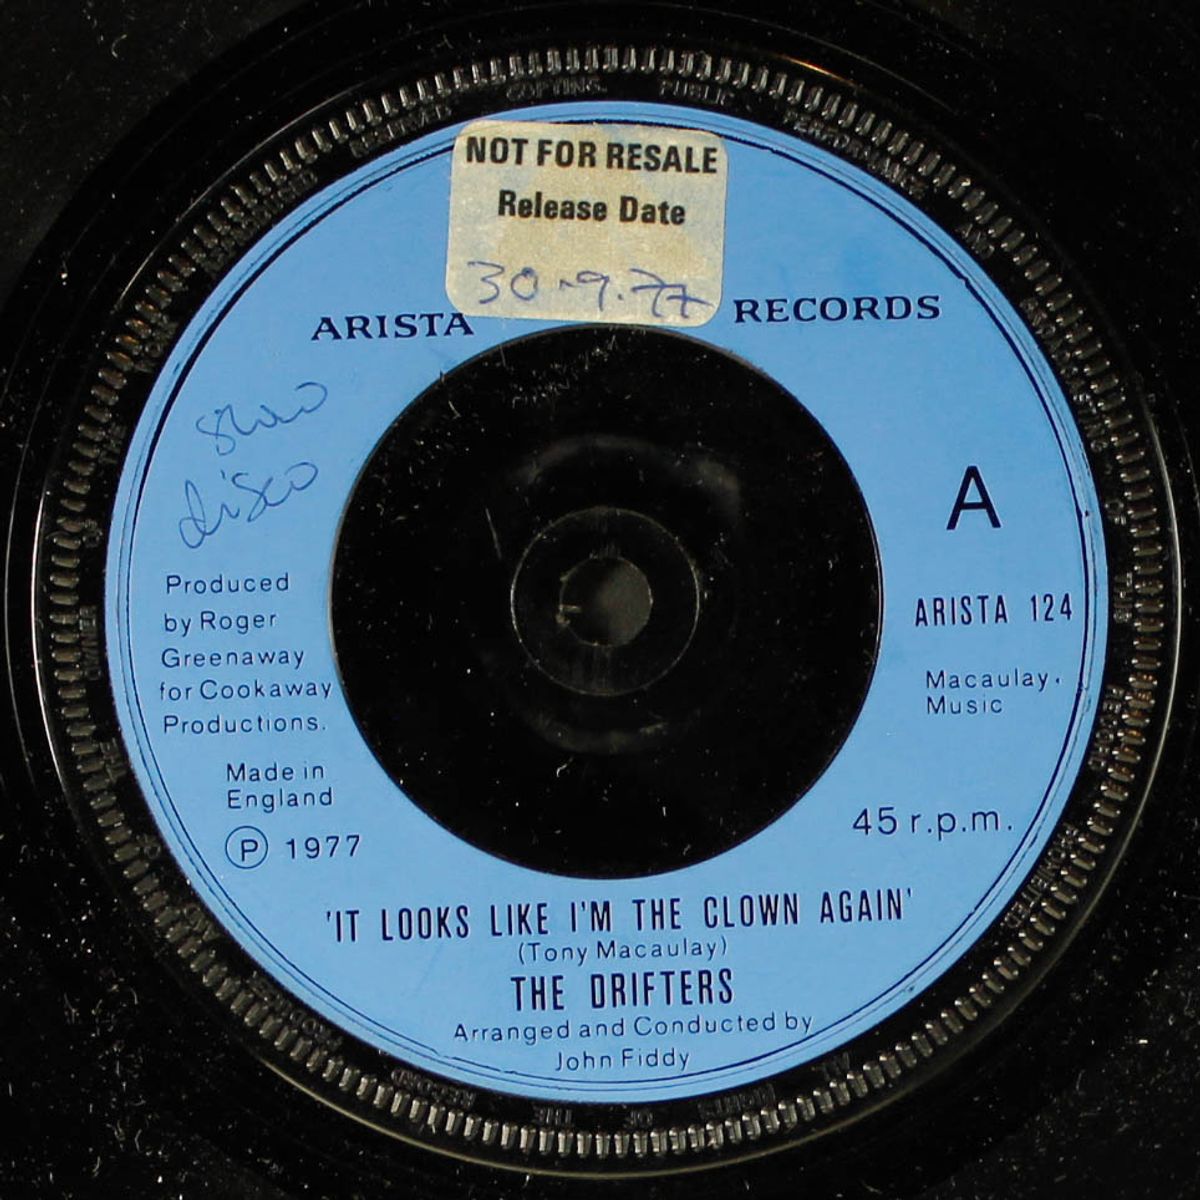 NOT FOR RESALE
Release Date
30.9.77
ARISTA RECORDS
slow
disco
A
Produced
by Roger
Greenaway
for Cookaway
Productions.
ARISTA 124
Macaulay.
Music
Made in
England
Ⓟ 1977
45 r.p.m.
'IT LOOKS LIKE I'M THE CLOWN AGAIN'
(Tony Macaulay)
THE DRIFTERS
Arranged and Conducted by
John Fiddy